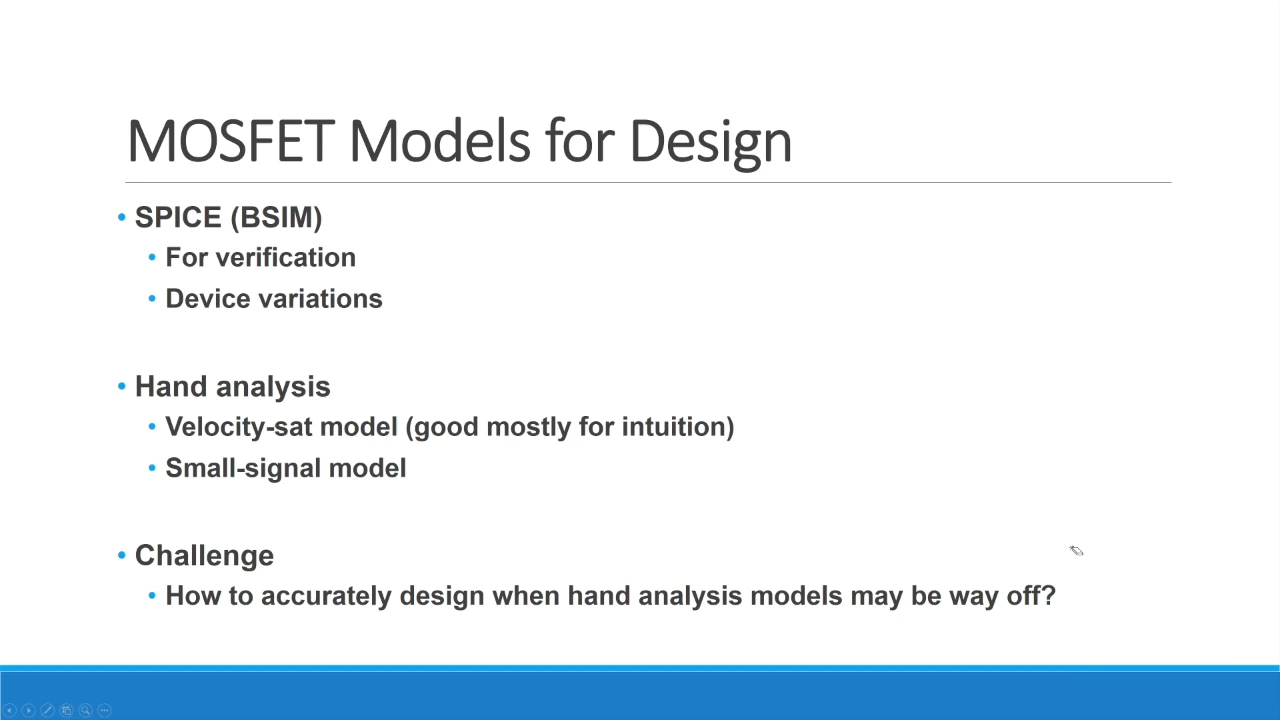 MOSFET Models for Design
• SPICE (BSIM)
• For verification
• Device variations
• Hand analysis
• Velocity-sat model (good mostly for intuition)
• Small-signal model
• Challenge
• How to accurately design when hand analysis models may be way off?